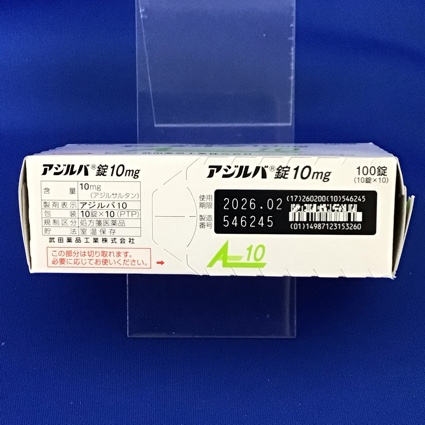 アジルバ®錠10mg
含 量 10mg
(アジルサルタン)
製剤表示 アジルバ10
包 装 10錠×10(PTP)
規制区分 処方箋医薬品
貯 法 室温保存
武田薬品工業株式会社
この部分は切り取れます。
必要に応じてお使いください。 →
アジルバ®錠10mg
100錠
(10錠×10)
使用期限 2026.02
製造番号 546245
(17)260200(10)546245
(01)14987123153260
A 10